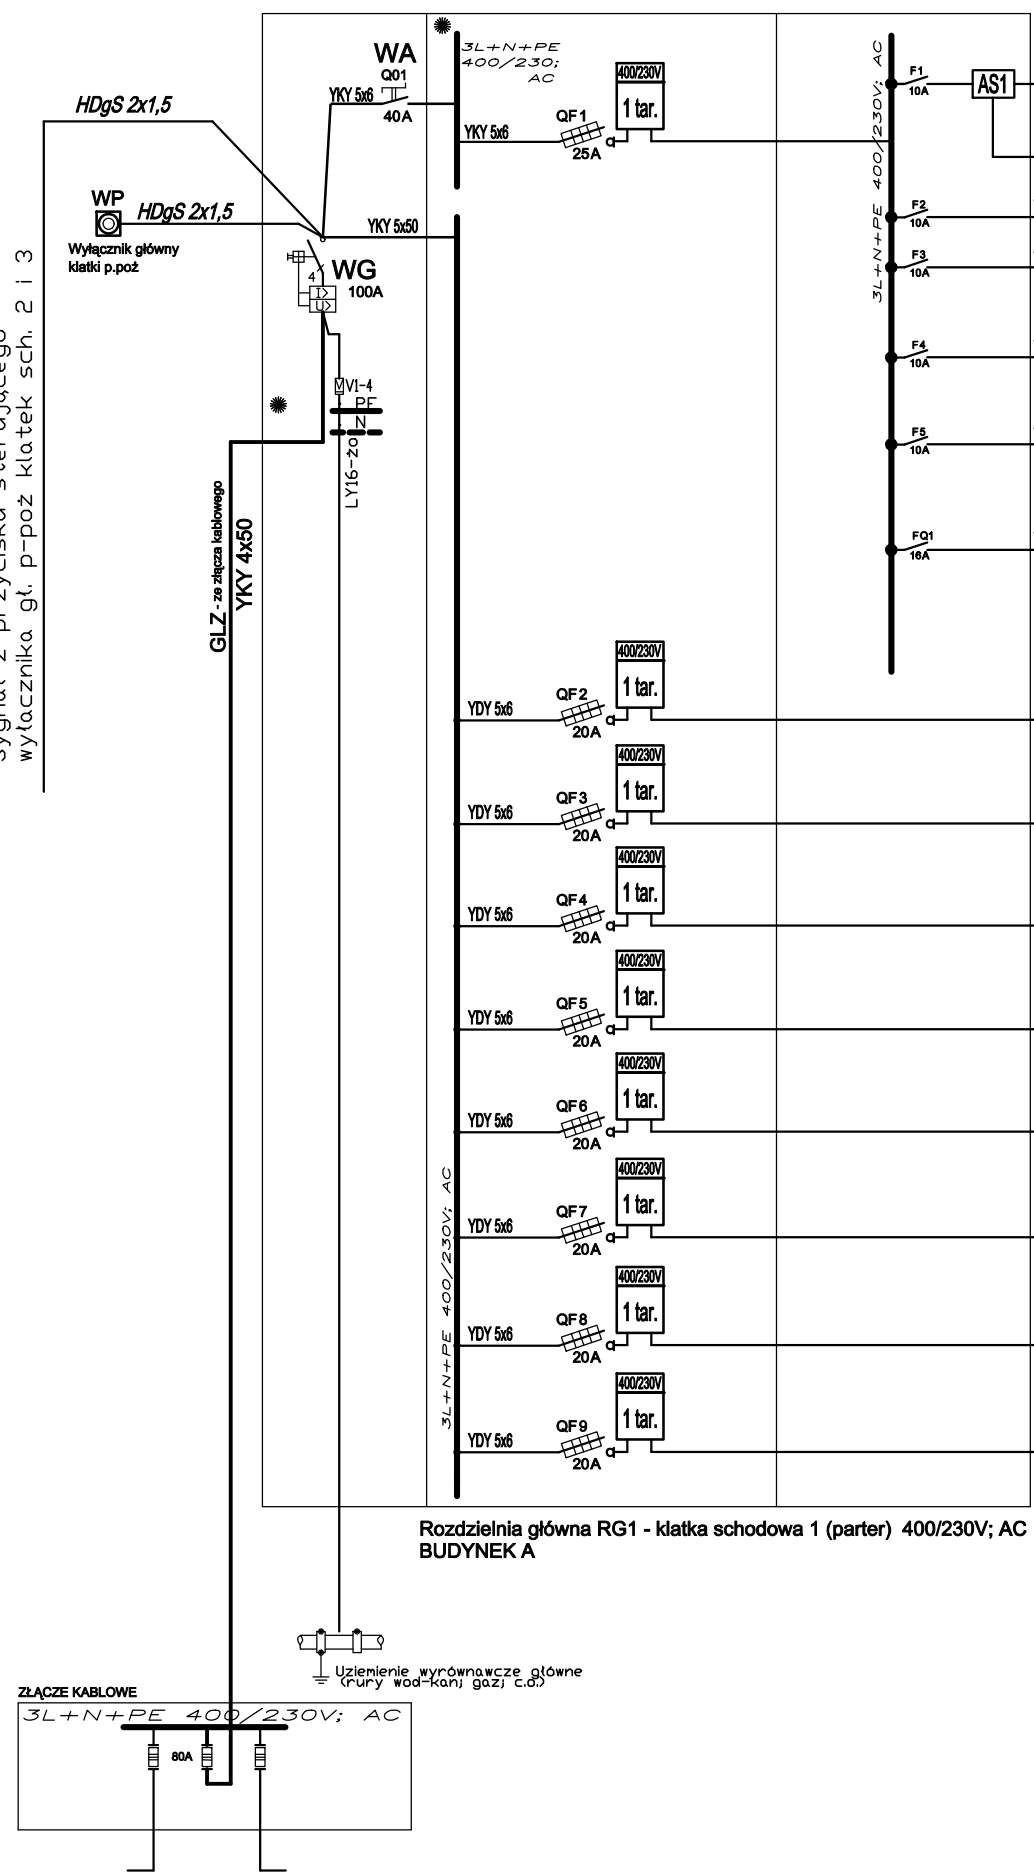 WA
3L+N+PE
400/230;
AC
Q01
YKY 5x6
40A
HDgS 2x1,5
400/230V
1 tar.
QF1
YKY 5x6
25A
3L+N+PE 400/230V; AC
F1
10A
AS1
WP
HDgS 2x1,5
Wyłącznik główny
klatki p.poż
YKY 5x50
F2
10A
F3
10A
WG
4
100A
I>
U>
F4
10A
V1-4
PE
N
LY16-żo
F5
10A
wyłacznika gł. p-poż klatek sch. 2 i 3
GLZ - ze złącza kablowego
YKY 4x50
FQ1
16A
400/230V
1 tar.
QF2
YDY 5x6
20A
400/230V
1 tar.
QF3
YDY 5x6
20A
400/230V
1 tar.
QF4
YDY 5x6
20A
400/230V
1 tar.
QF5
YDY 5x6
20A
400/230V
1 tar.
QF6
YDY 5x6
20A
3L+N+PE 400/230V; AC
400/230V
1 tar.
QF7
YDY 5x6
20A
400/230V
1 tar.
QF8
YDY 5x6
20A
400/230V
1 tar.
QF9
YDY 5x6
20A
Rozdzielnia główna RG1 - klatka schodowa 1 (parter) 400/230V; AC
BUDYNEK A
Uziemienie wyrównawcze główne
(rury wod-kan; gaz; c.o.)
ZŁĄCZE KABLOWE
3L+N+PE 400/230V; AC
80A